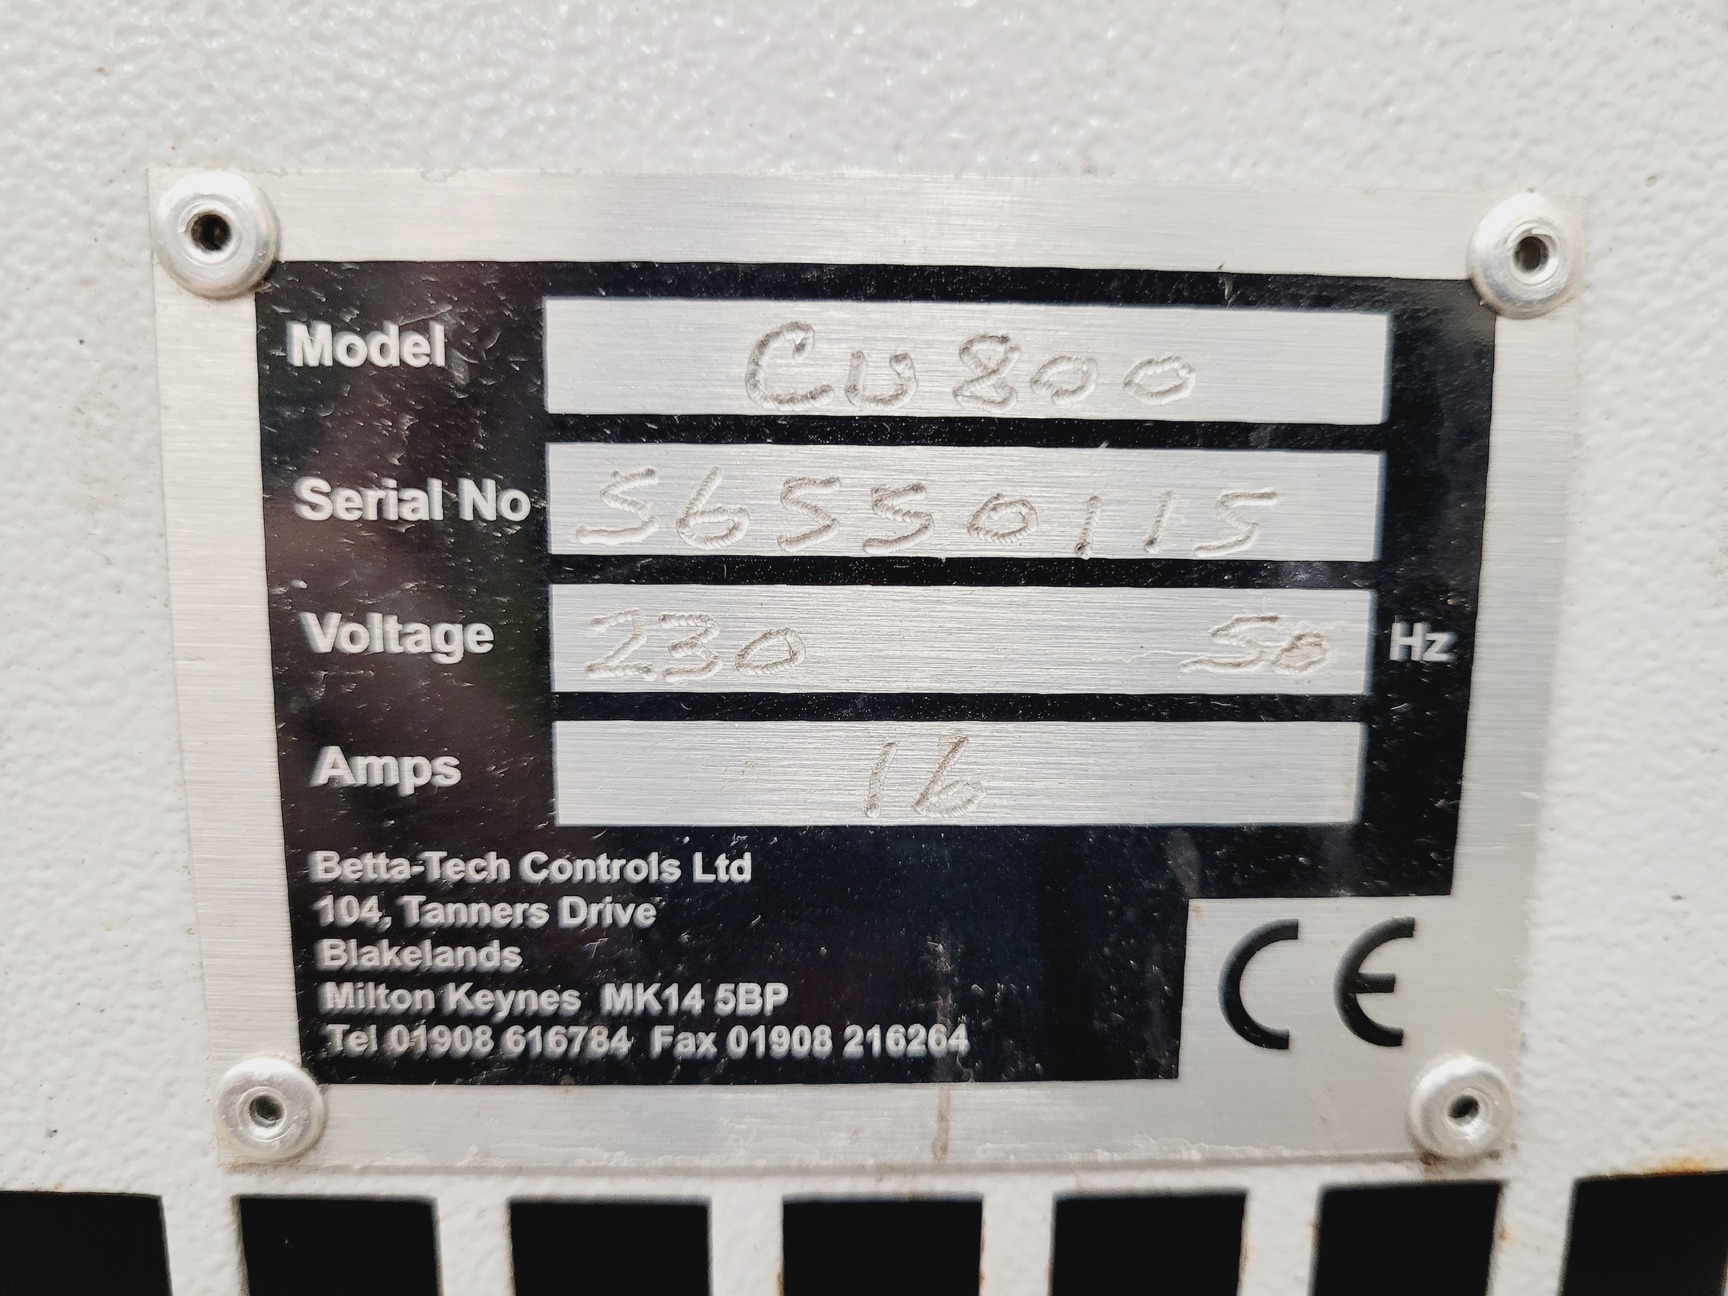 Model CU800
Serial No 56550115
Voltage 230 50 Hz
Amps 16
Betta-Tech Controls Ltd
104, Tanners Drive
Blakelands
Milton Keynes MK14 5BP
Tel 01908 616784 Fax 01908 216264
CE